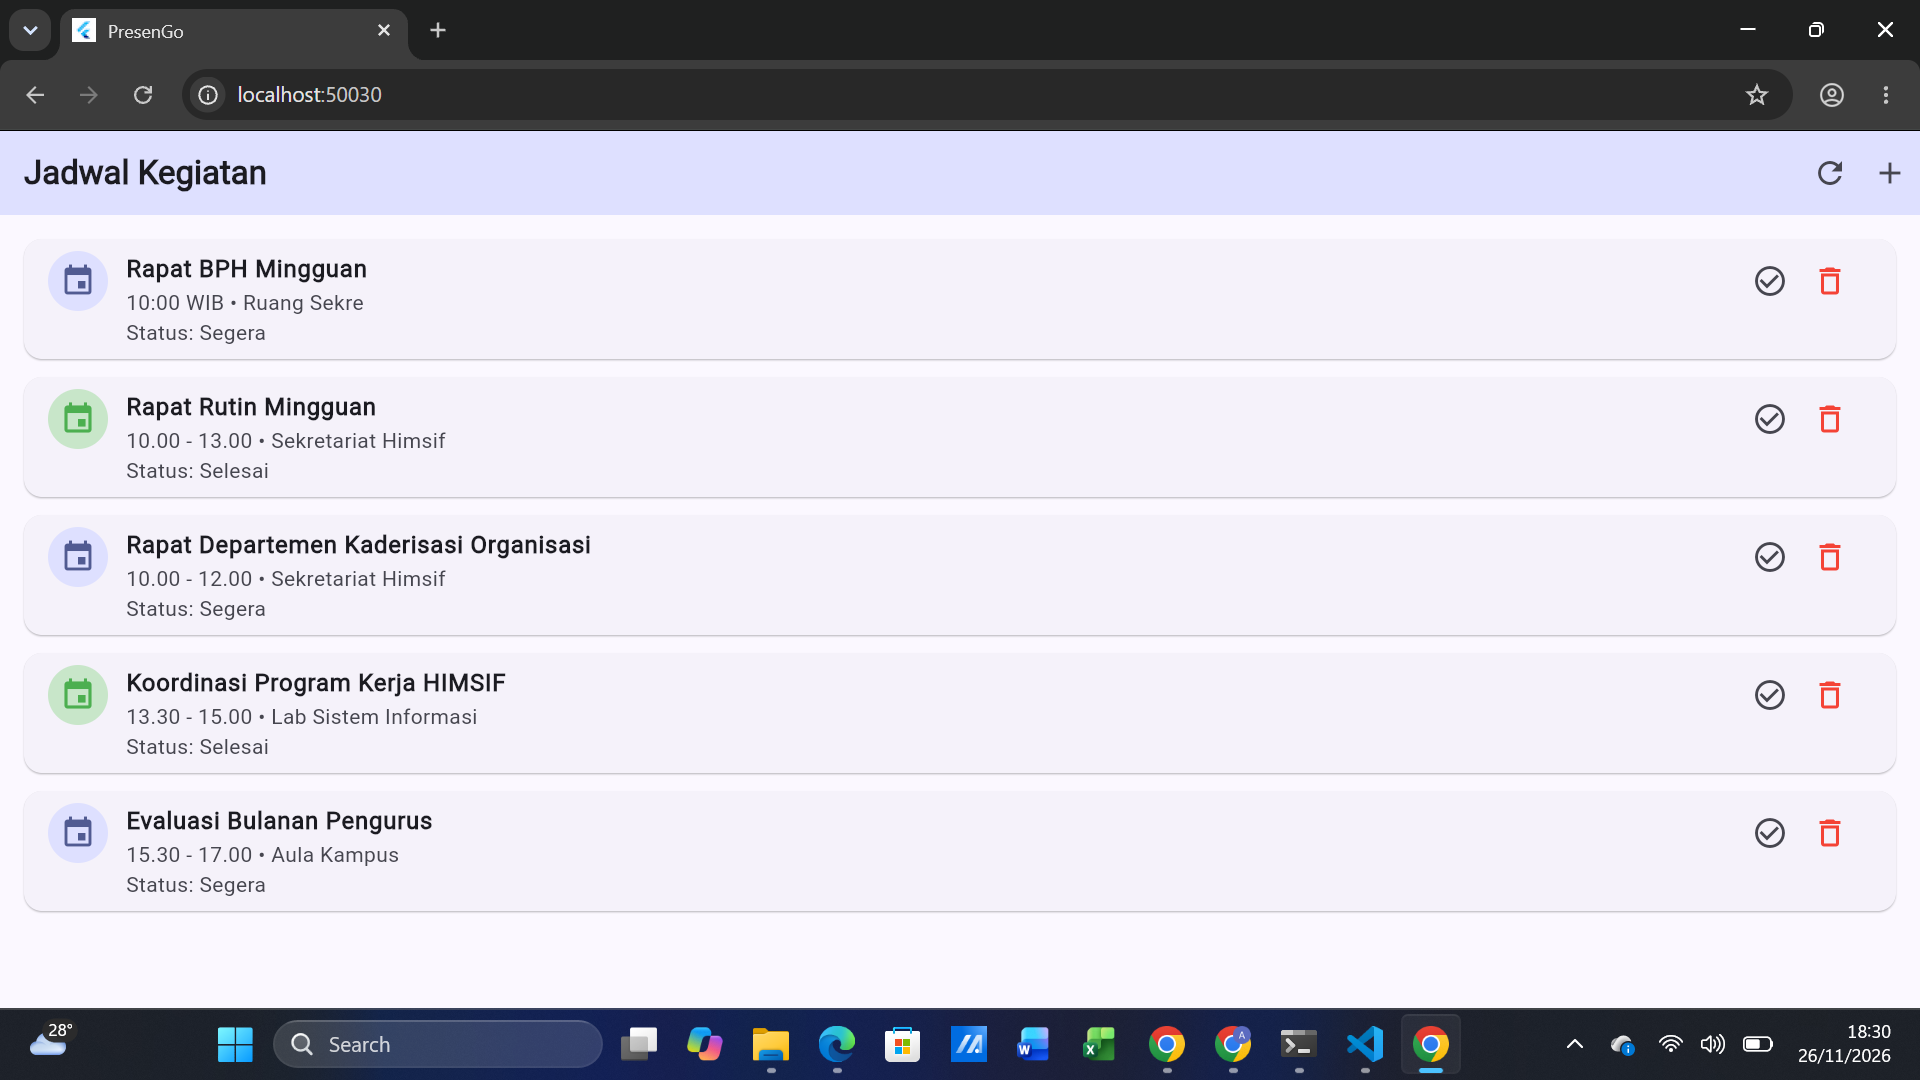 PresenGo
localhost:50030
Jadwal Kegiatan
Rapat BPH Mingguan
10:00 WIB • Ruang Sekre
Status: Segera
Rapat Rutin Mingguan
10.00 - 13.00 • Sekretariat Himsif
Status: Selesai
Rapat Departemen Kaderisasi Organisasi
10.00 - 12.00 • Sekretariat Himsif
Status: Segera
Koordinasi Program Kerja HIMSIF
13.30 - 15.00 • Lab Sistem Informasi
Status: Selesai
Evaluasi Bulanan Pengurus
15.30 - 17.00 • Aula Kampus
Status: Segera
28°
Search
A
18:30
26/11/2026